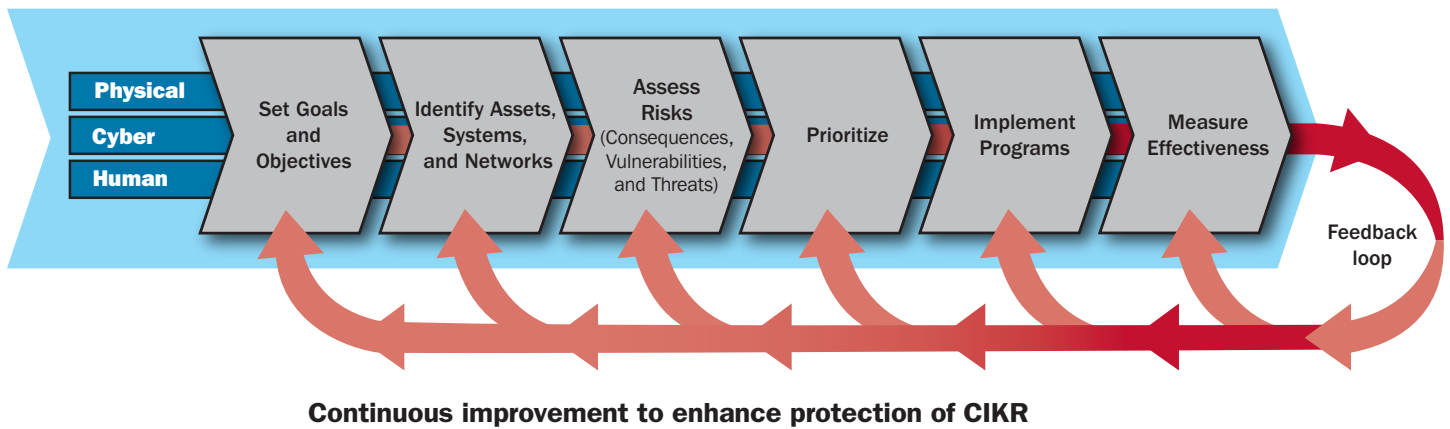 Physical
Cyber
Human
Set Goals
and
Objectives
Identify Assets,
Systems,
and Networks
Assess
Risks
(Consequences,
Vulnerabilities,
and Threats)
Prioritize
Implement
Programs
Measure
Effectiveness
Feedback
loop
Continuous improvement to enhance protection of CIKR